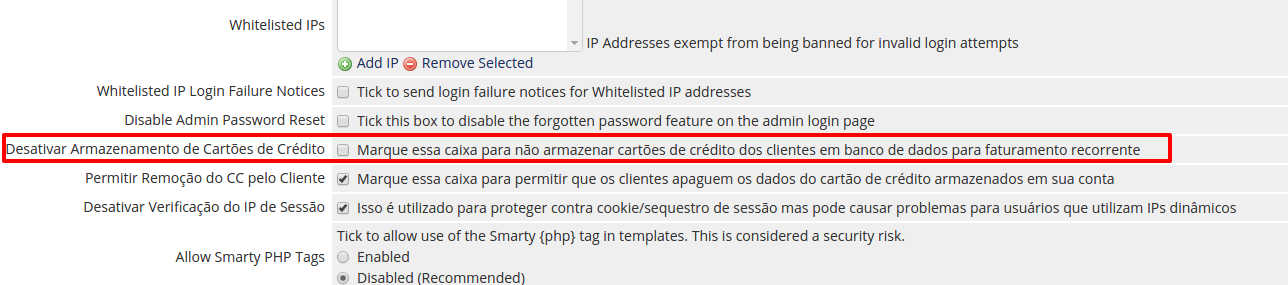 Whitelisted IPs
IP Addresses exempt from being banned for invalid login attempts
Add IP Remove Selected
Whitelisted IP Login Failure Notices Tick to send login failure notices for Whitelisted IP addresses
Disable Admin Password Reset Tick this box to disable the forgotten password feature on the admin login page
Desativar Armazenamento de Cartões de Crédito Marque essa caixa para não armazenar cartões de crédito dos clientes em banco de dados para faturamento recorrente
Permitir Remoção do CC pelo Cliente Marque essa caixa para permitir que os clientes apaguem os dados do cartão de crédito armazenados em sua conta
Desativar Verificação do IP de Sessão Isso é utilizado para proteger contra cookie/sequestro de sessão mas pode causar problemas para usuários que utilizam IPs dinâmicos
Tick to allow use of the Smarty {php} tag in templates. This is considered a security risk.
Allow Smarty PHP Tags Enabled
Disabled (Recommended)